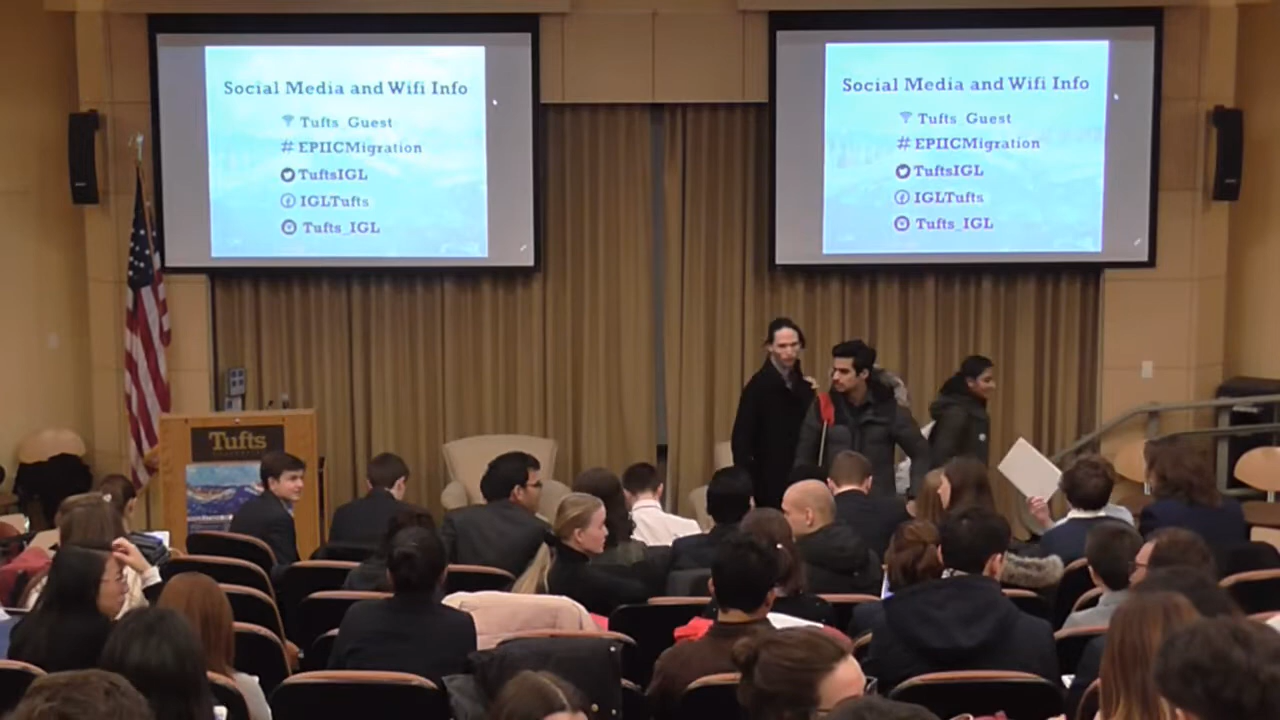 Social Media and Wifi Info
Tufts_Guest
#EPIICMigration
TuftsIGL
IGLTufts
Tufts_IGL
Social Media and Wifi Info
Tufts_Guest
#EPIICMigration
TuftsIGL
IGLTufts
Tufts_IGL
Tufts